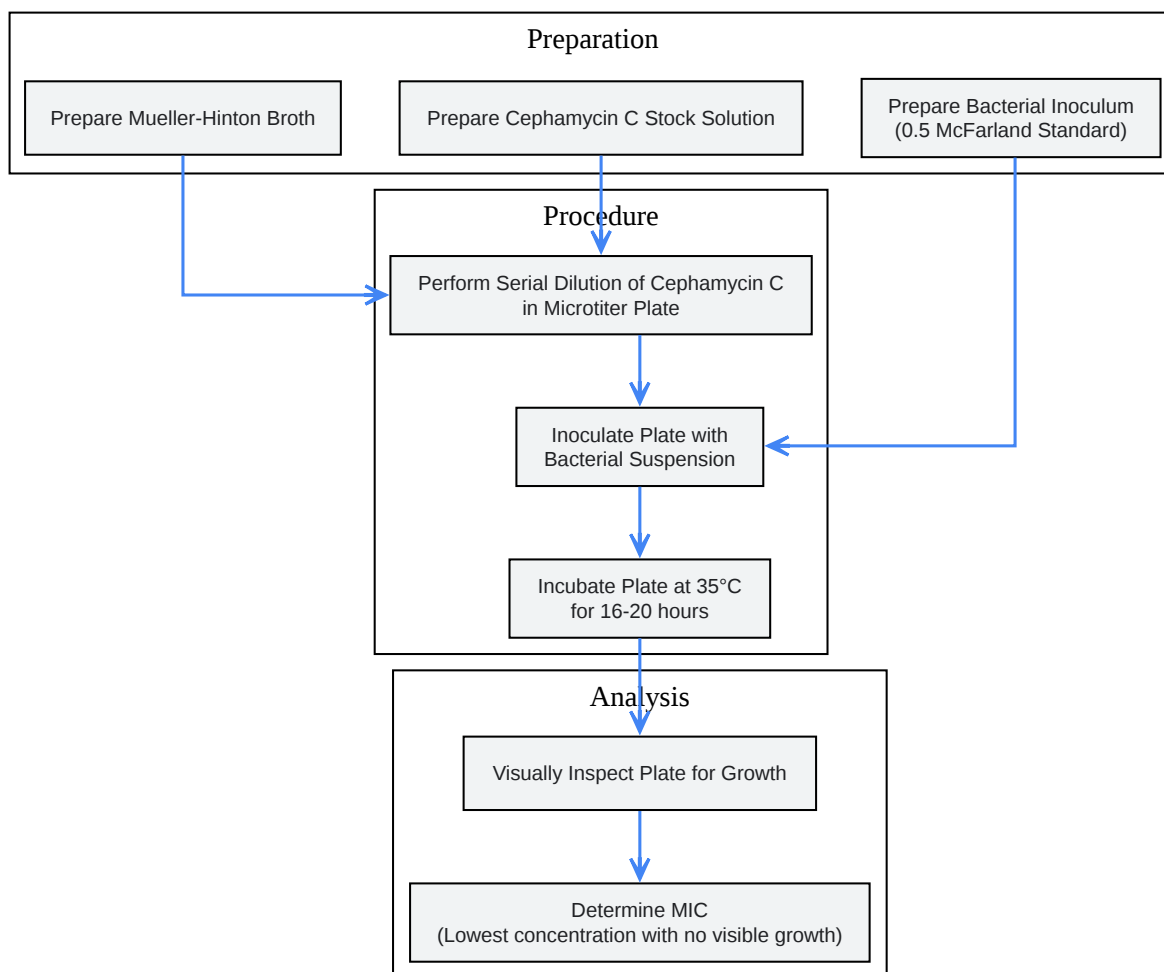 Preparation
Prepare Mueller-Hinton Broth
Prepare Cephamycin C Stock Solution
Prepare Bacterial Inoculum
(0.5 McFarland Standard)
Procedure
Perform Serial Dilution of Cephamycin C
in Microtiter Plate
Inoculate Plate with
Bacterial Suspension
Incubate Plate at 35°C
for 16-20 hours
Analysis
Visually Inspect Plate for Growth
Determine MIC
(Lowest concentration with no visible growth)